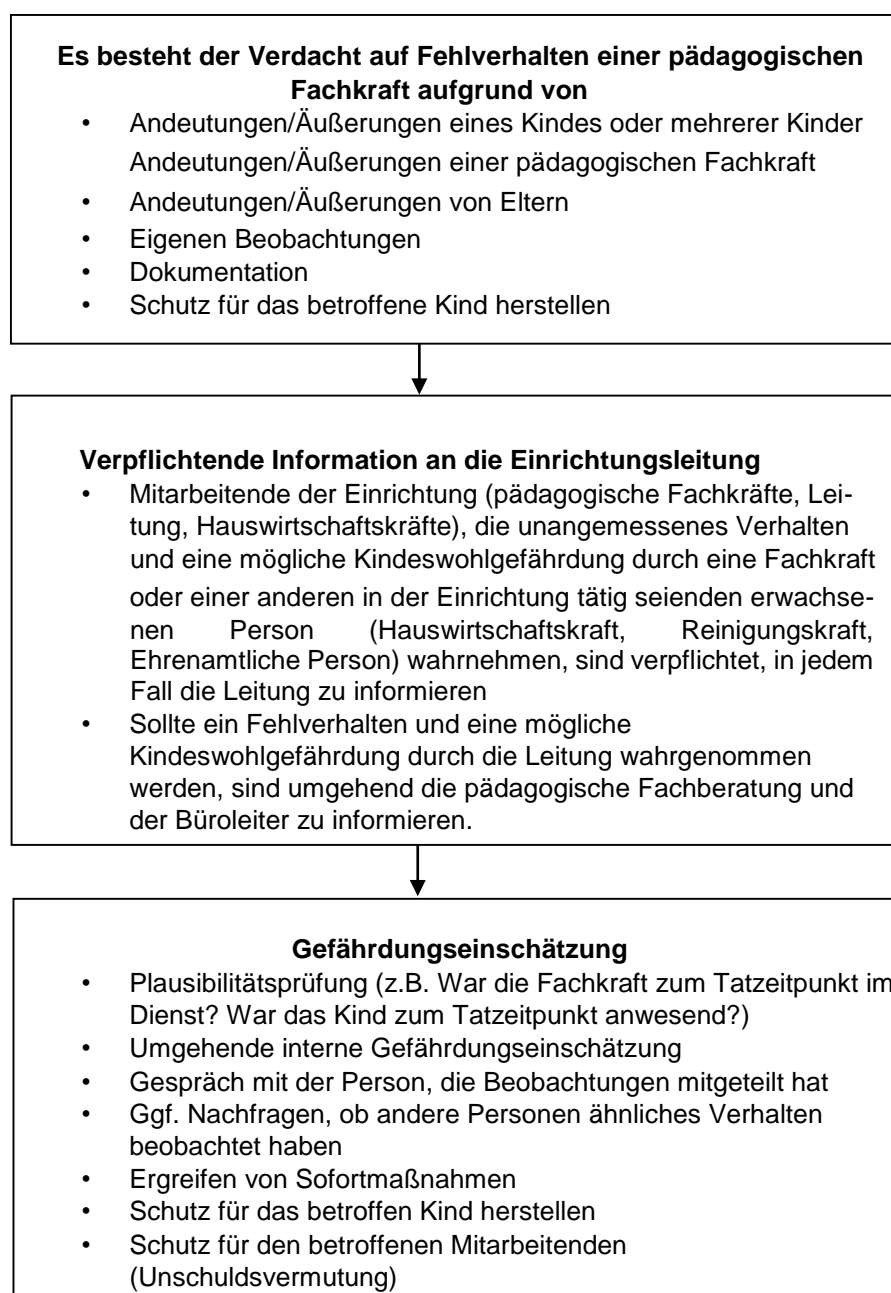 Es besteht der Verdacht auf Fehlverhalten einer pädagogischen
Fachkraft aufgrund von
• Andeutungen/Äußerungen eines Kindes oder mehrerer Kinder
Andeutungen/Äußerungen einer pädagogischen Fachkraft
• Andeutungen/Äußerungen von Eltern
• Eigenen Beobachtungen
• Dokumentation
• Schutz für das betroffene Kind herstellen
Verpflichtende Information an die Einrichtungsleitung
• Mitarbeitende der Einrichtung (pädagogische Fachkräfte, Lei-
tung, Hauswirtschaftskräfte), die unangemessenes Verhalten
und eine mögliche Kindeswohlgefährdung durch eine Fachkraft
oder einer anderen in der Einrichtung tätig seienden erwachse-
nen Person (Hauswirtschaftskraft, Reinigungskraft,
Ehrenamtliche Person) wahrnehmen, sind verpflichtet, in jedem
Fall die Leitung zu informieren
• Sollte ein Fehlverhalten und eine mögliche
Kindeswohlgefährdung durch die Leitung wahrgenommen
werden, sind umgehend die pädagogische Fachberatung und
der Büroleiter zu informieren.
Gefährdungseinschätzung
• Plausibilitätsprüfung (z.B. War die Fachkraft zum Tatzeitpunkt im
Dienst? War das Kind zum Tatzeitpunkt anwesend?)
• Umgehende interne Gefährdungseinschätzung
• Gespräch mit der Person, die Beobachtungen mitgeteilt hat
• Ggf. Nachfragen, ob andere Personen ähnliches Verhalten
beobachtet haben
• Ergreifen von Sofortmaßnahmen
• Schutz für das betroffen Kind herstellen
• Schutz für den betroffenen Mitarbeitenden
(Unschuldsvermutung)